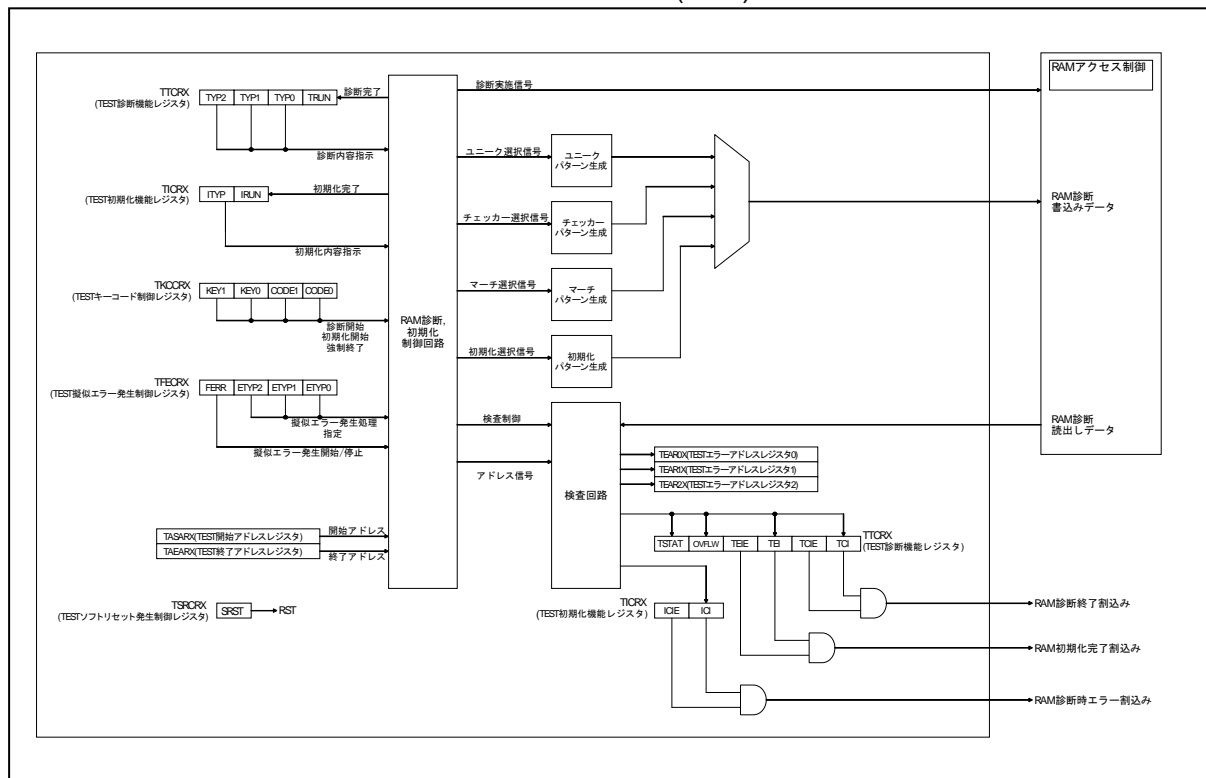 TTCRX
(TEST診断機能レジスタ)
TYP2 TYP1 TYP0 TRUN
診断完了
診断内容指示
TICRX
(TEST初期化機能レジスタ)
ITYP IRUN
初期化完了
初期化内容指示
TKCCRX
(TESTキーコード制御レジスタ)
KEY1 KEY0 CODE1 CODE0
診断開始
初期化開始
強制終了
TFECRX
(TEST擬似エラー発生制御レジスタ)
FERR ETYP2 ETYP1 ETYP0
擬似エラー発生処理
指定
擬似エラー発生開始/停止
TASARX(TEST開始アドレスレジスタ)
開始アドレス
TAEARX(TEST終了アドレスレジスタ)
終了アドレス
TSRCRX
(TESTソフトリセット発生制御レジスタ)
SRST
RST
RAM診断,
初期化
制御回路
診断実施信号
ユニーク選択信号
ユニーク
パターン生成
チェッカー選択信号
チェッカー
パターン生成
マーチ選択信号
マーチ
パターン生成
初期化選択信号
初期化
パターン生成
検査制御
アドレス信号
検査回路
TEAR0X(TESTエラーアドレスレジスタ0)
TEAR1X(TESTエラーアドレスレジスタ1)
TEAR2X(TESTエラーアドレスレジスタ2)
TSTAT OVFLW TEIE TEI TCIE TCI
TTCRX
(TEST診断機能レジスタ)
TICRX
(TEST初期化機能レジスタ)
ICIE ICI
RAMアクセス制御
RAM診断
書込みデータ
RAM診断
読出しデータ
RAM診断終了割込み
RAM初期化完了割込み
RAM診断時エラー割込み